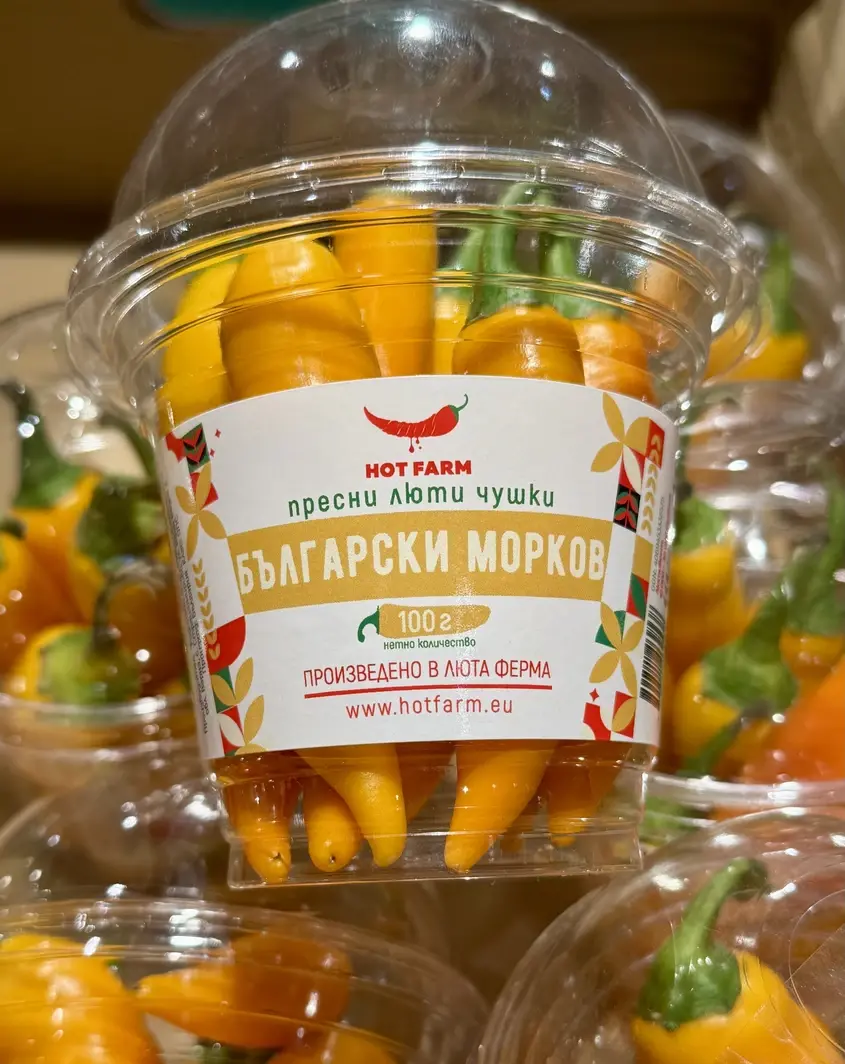 HOT FARM
пресни люти чушки
БЪЛГАРСКИ МОРКОВ
100 г
нетно количество
ПРОИЗВЕДЕНО В ЛЮТА ФЕРМА
www.hotfarm.eu